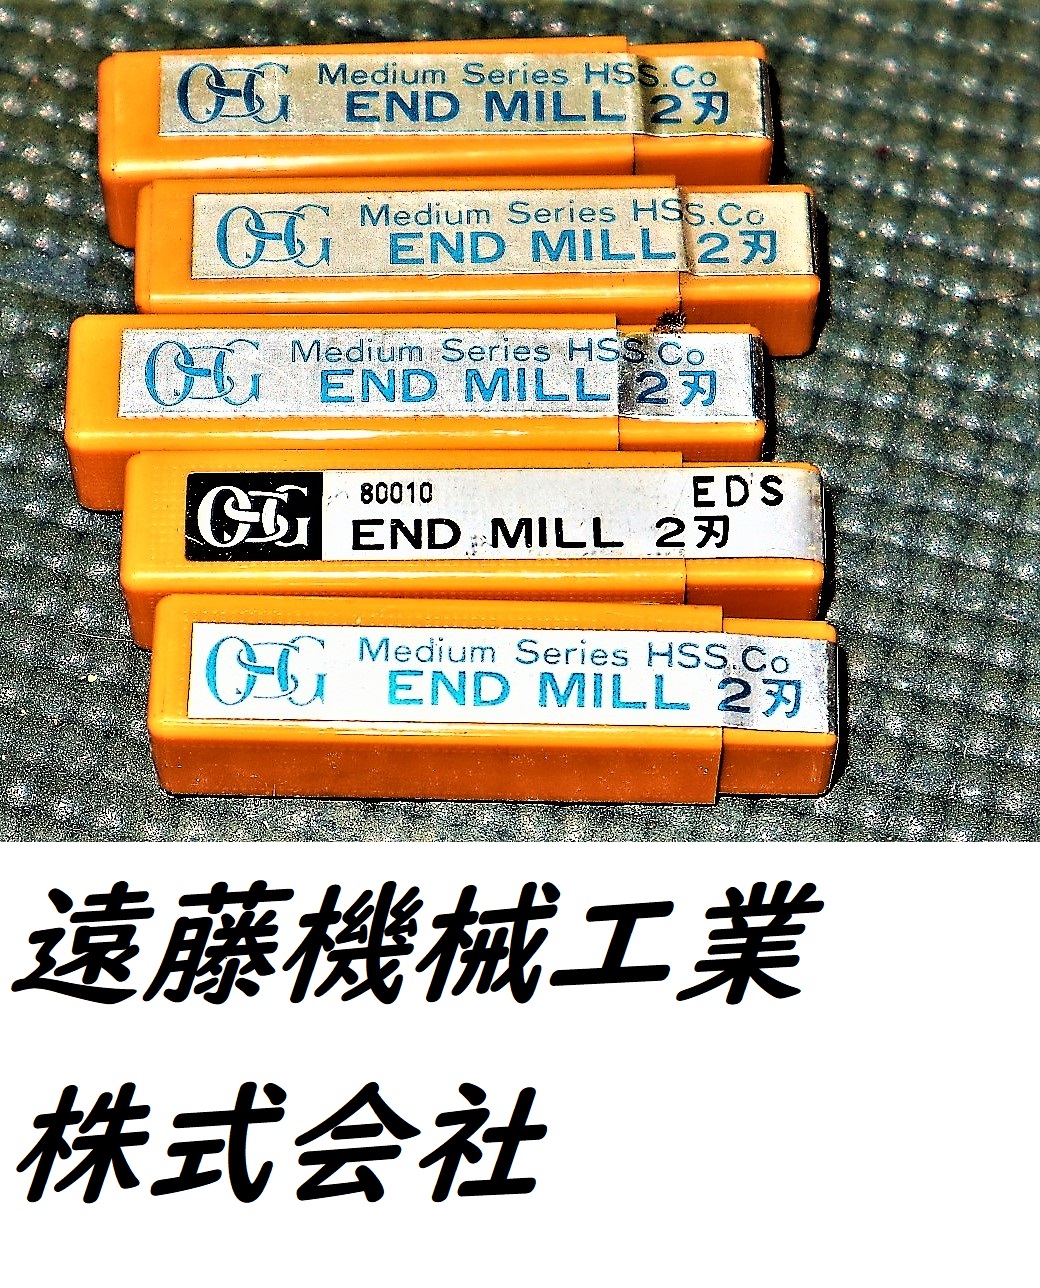 OSG Medium Series HSS.Co
END MILL 2刃
OSG Medium Series HSS.Co
END MILL 2刃
OSG Medium Series HSS.Co
END MILL 2刃
OSG 80010 EDS
END MILL 2刃
OSG Medium Series HSS.Co
END MILL 2刃
遠藤機械工業
株式会社